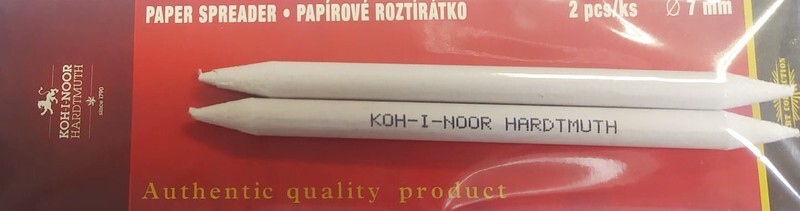 PAPER SPREADER • PAPÍROVÉ ROZTÍRÁTKO
2 pcs/ks
Ø 7 mm
KOH-I-NOOR
HARDTMUTH
since 1790
KOH-I-NOOR HARDTMUTH
Authentic quality product